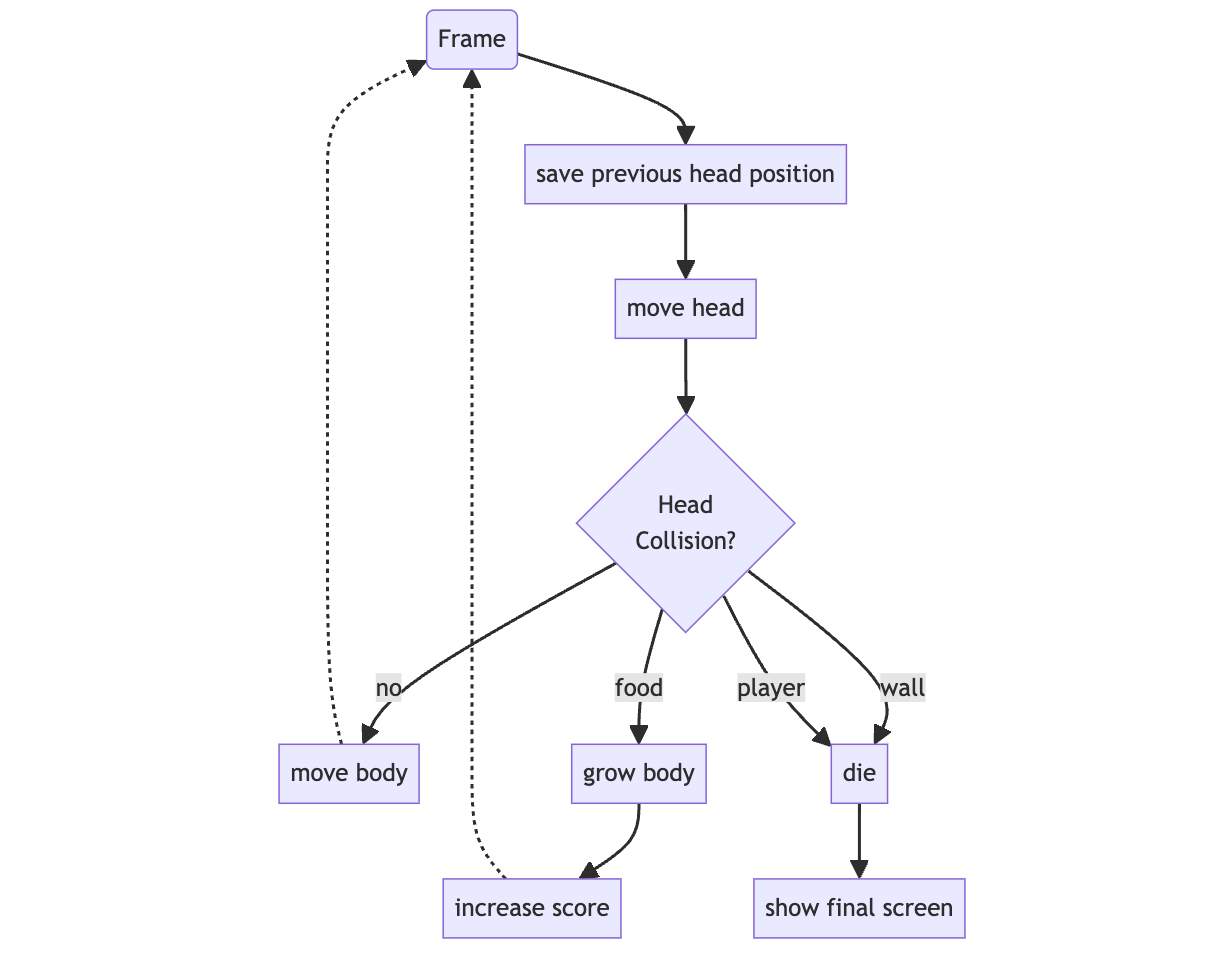 Frame
save previous head position
move head
Head
Collision?
no
food
player
wall
move body
grow body
die
increase score
show final screen